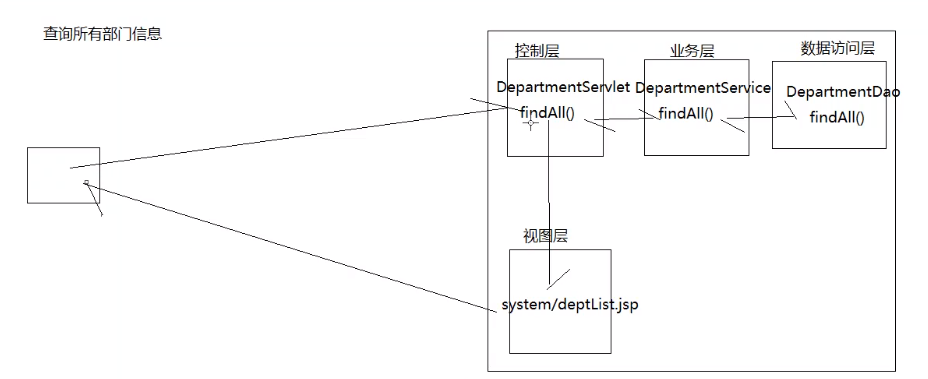 查询所有部门信息
控制层
业务层
数据访问层
DepartmentServlet
DepartmentService
DepartmentDao
findAll()
findAll()
findAll()
视图层
system/deptList.jsp